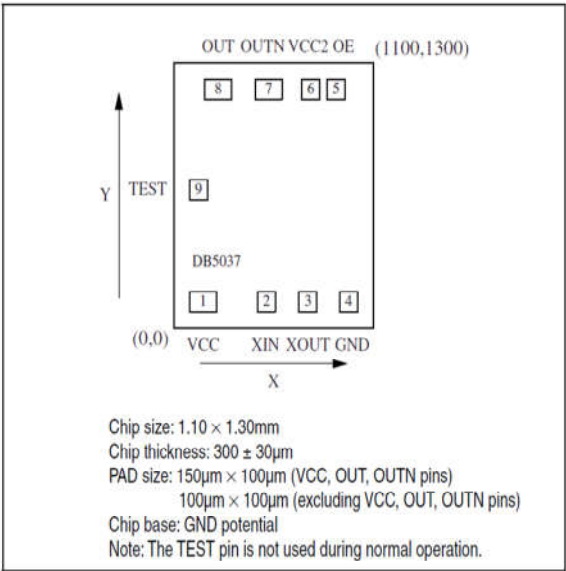 OUT OUTN VCC2 OE (1100,1300)
8 7 6 5
Y TEST 9
DB5037
1 2 3 4
(0,0) VCC XIN XOUT GND
X
Chip size: 1.10 × 1.30mm
Chip thickness: 300 ± 30µm
PAD size: 150µm × 100µm (VCC, OUT, OUTN pins)
100µm × 100µm (excluding VCC, OUT, OUTN pins)
Chip base: GND potential
Note: The TEST pin is not used during normal operation.